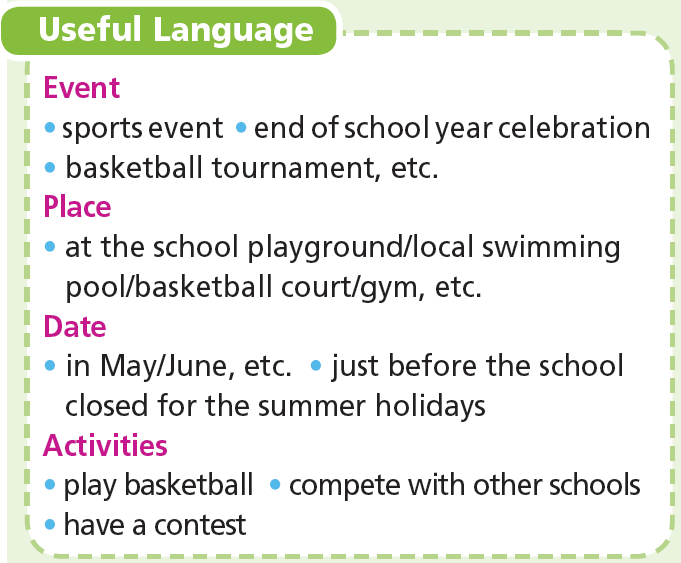 Useful Language
Event
• sports event • end of school year celebration
• basketball tournament, etc.
Place
• at the school playground/local swimming
pool/basketball court/gym, etc.
Date
• in May/June, etc. • just before the school
closed for the summer holidays
Activities
• play basketball • compete with other schools
• have a contest